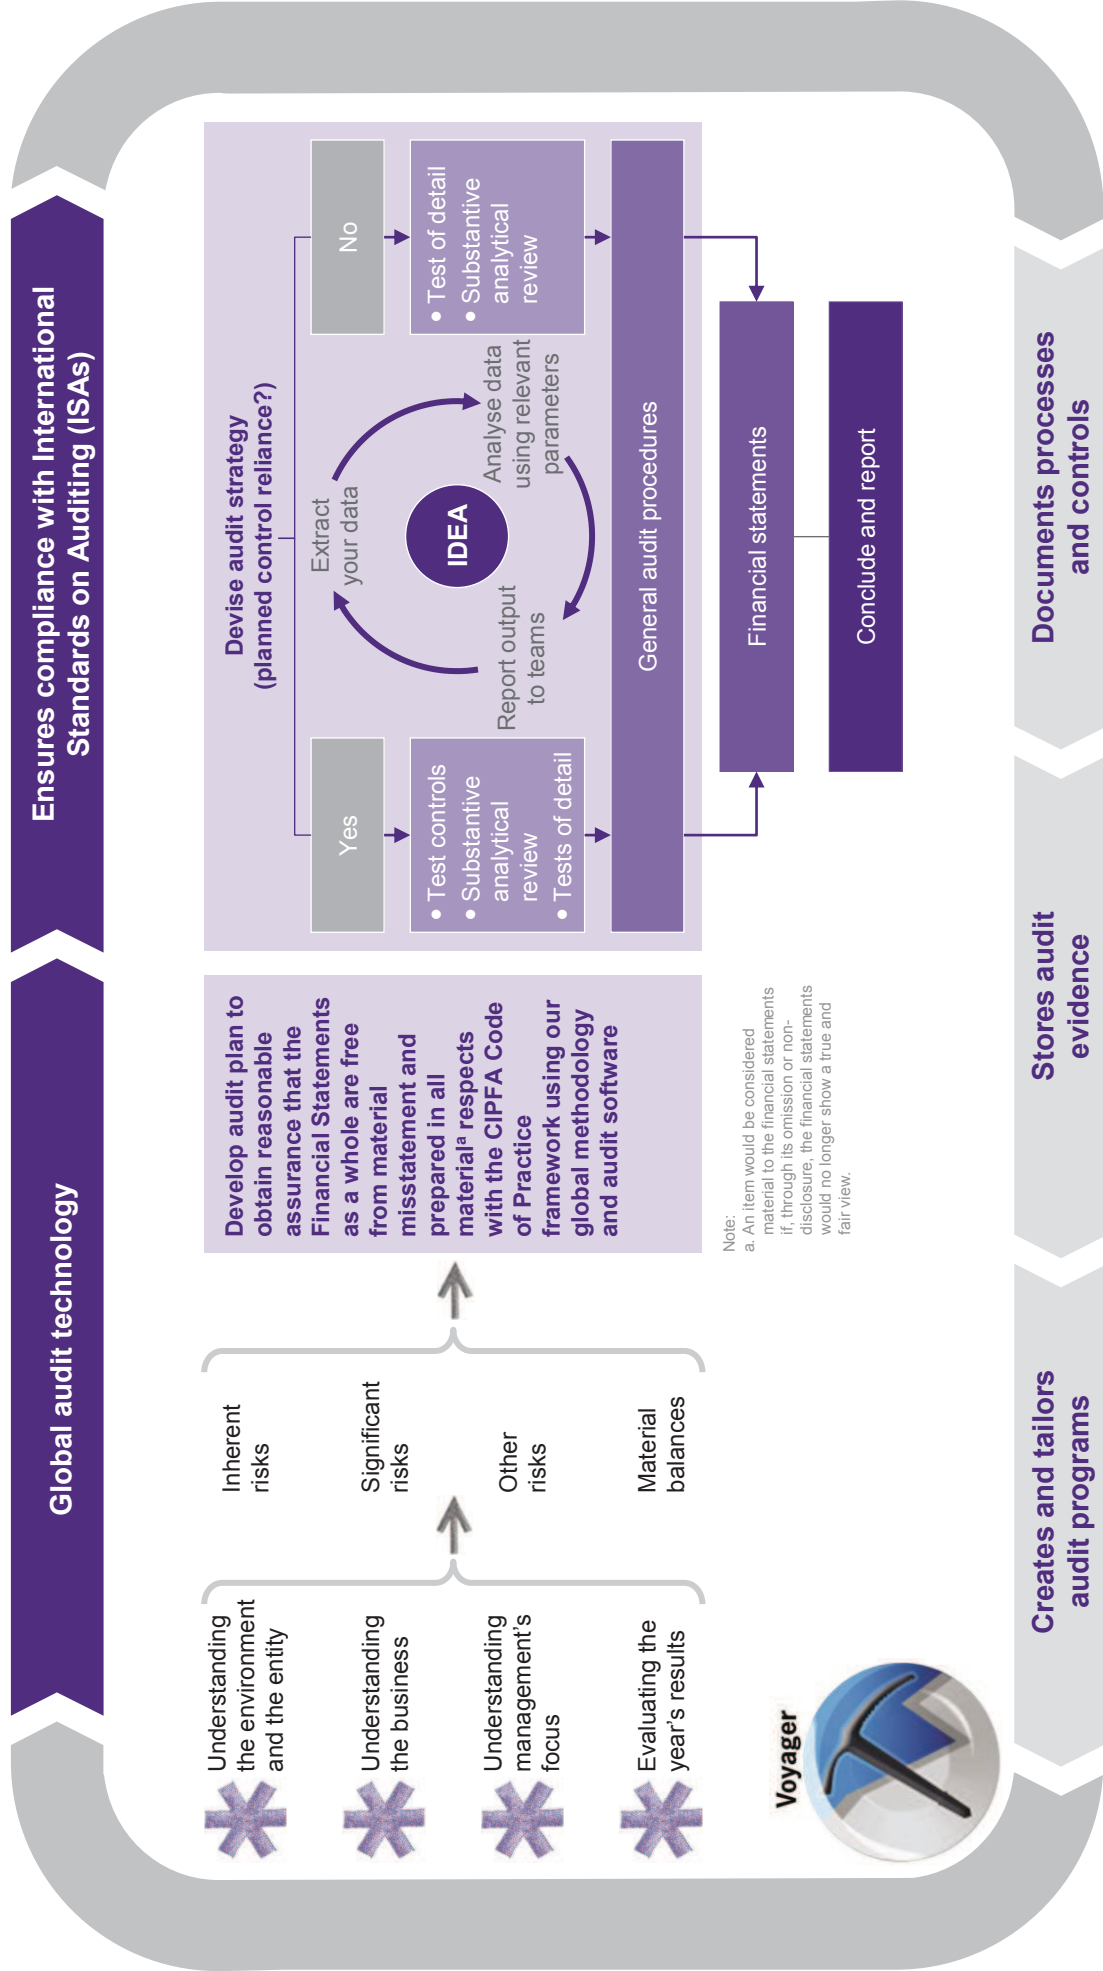 Global audit technology
Ensures compliance with International
Standards on Auditing (ISAs)
Understanding
the environment
and the entity
Understanding
the business
Understanding
management's
focus
Evaluating the
year's results
Inherent
risks
Significant
risks
Other
risks
Material
balances
Develop audit plan to
obtain reasonable
assurance that the
Financial Statements
as a whole are free
from material
misstatement and
prepared in all
materialª respects
with the CIPFA Code
of Practice
framework using our
global methodology
and audit software
Note:
a. An item would be considered
material to the financial statements
if, through its omission or non-
disclosure, the financial statements
would no longer show a true and
fair view.
Devise audit strategy
(planned control reliance?)
Yes
• Test controls
• Substantive
analytical
review
• Tests of detail
Extract
your data
IDEA
Analyse data
using relevant
parameters
Report output
to teams
No
• Test of detail
• Substantive
analytical
review
General audit procedures
Financial statements
Conclude and report
Voyager
Creates and tailors
audit programs
Stores audit
evidence
Documents processes
and controls